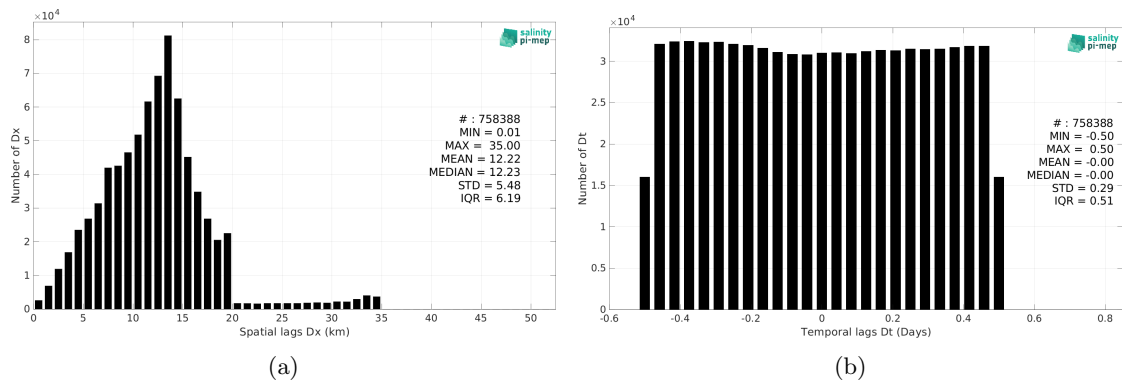 ×10⁴
8
7
6
5
4
3
2
1
0
Number of Dx
salinity
pi-mep
# : 758388
MIN = 0.01
MAX = 35.00
MEAN = 12.22
MEDIAN = 12.23
STD = 5.48
IQR = 6.19
0 5 10 15 20 25 30 35 40 45 50
Spatial lags Dx (km)
(a)
×10⁴
3
2.5
2
1.5
1
0.5
0
Number of Dt
salinity
pi-mep
# : 758388
MIN = -0.50
MAX = 0.50
MEAN = -0.00
MEDIAN = -0.00
STD = 0.29
IQR = 0.51
-0.6 -0.4 -0.2 0 0.2 0.4 0.6 0.8
Temporal lags Dt (Days)
(b)